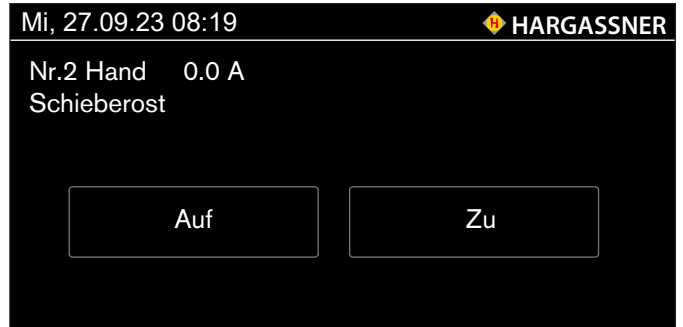 Mi, 27.09.23 08:19 H HARGASSNER
Nr.2 Hand 0.0 A
Schieberost
Auf Zu